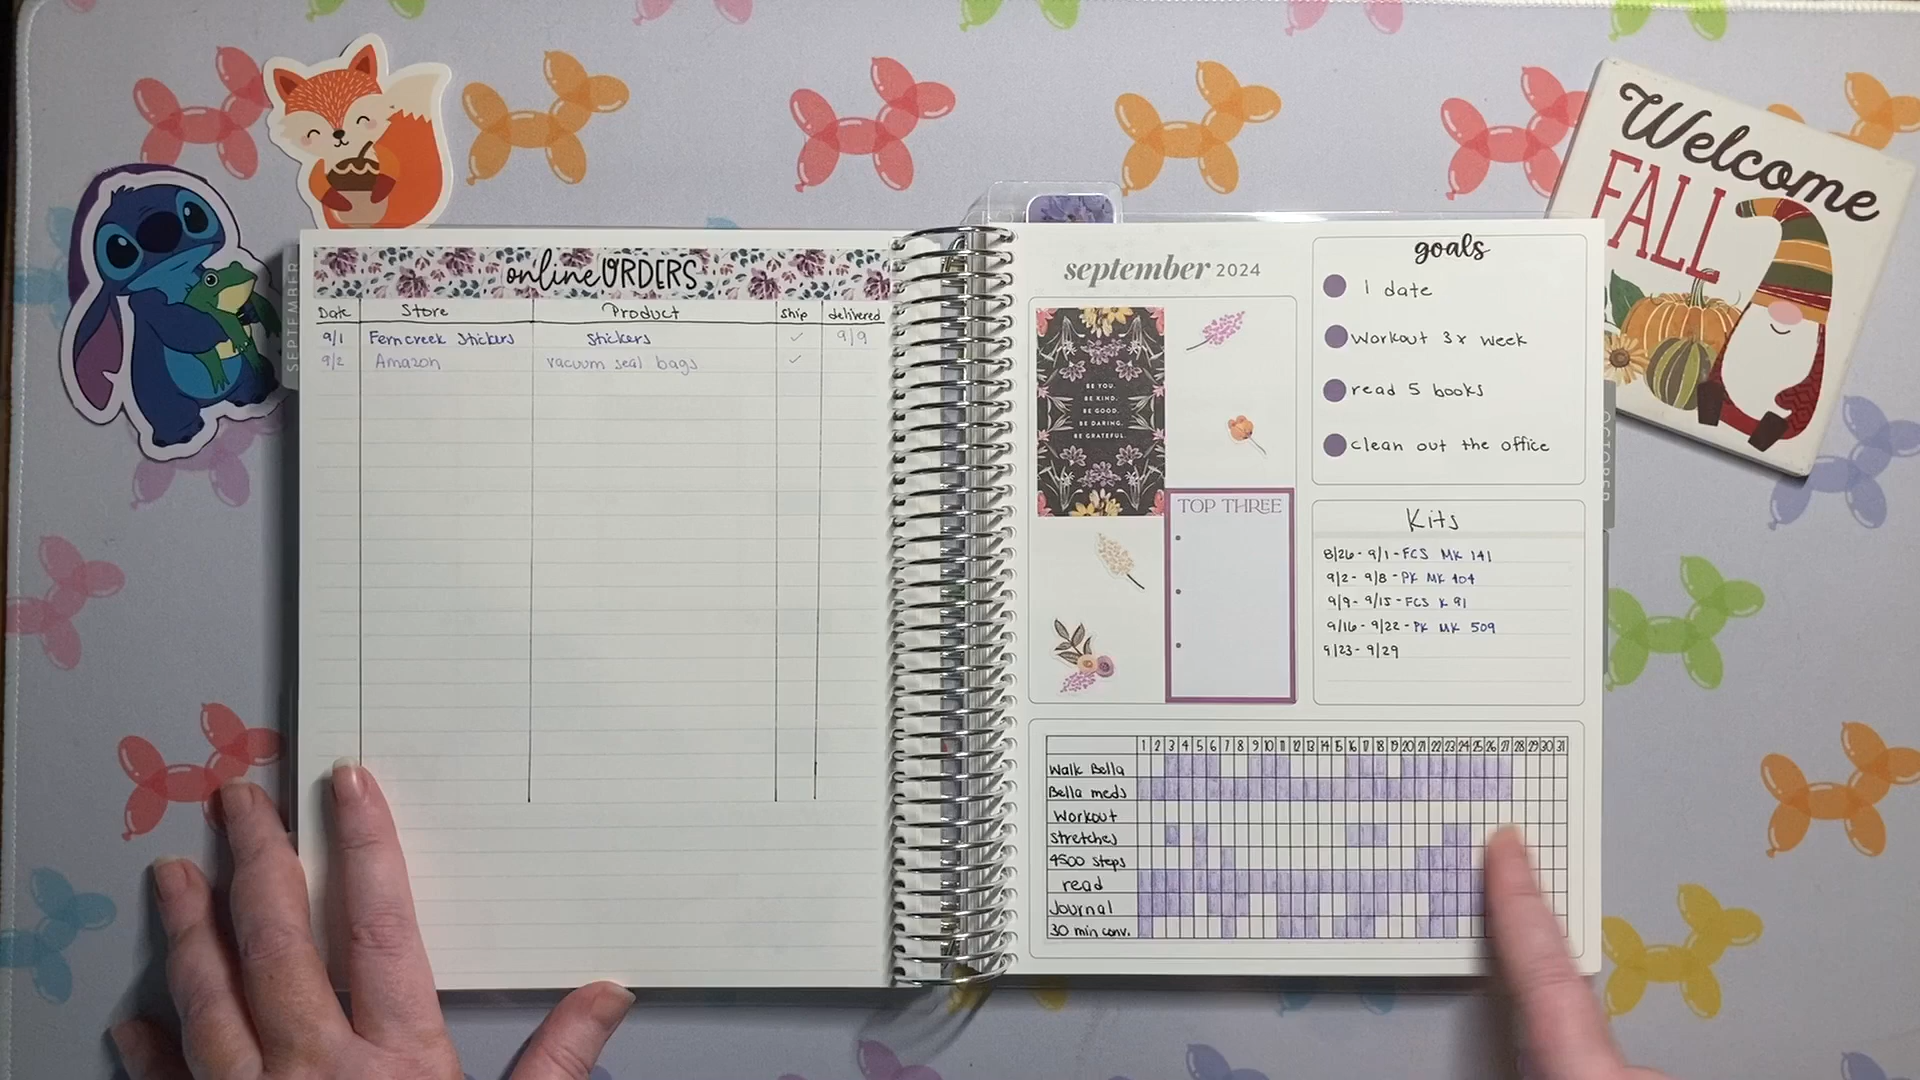 Welcome
FALL
SEPTEMBER
online ORDERS
Date Store Product Ship delivered
9/1 Ferncreek Stickers Stickers ✓ 9/9
9/2 Amazon vacuum seal bags ✓
september 2024
BE YOU.
BE KIND.
BE GOOD.
BE DARING.
BE GRATEFUL.
TOP THREE
goals
1 date
Workout 3x week
read 5 books
clean out the office
Kits
8/26 - 9/1 - FCS MK 141
9/2 - 9/8 - PK MK 404
9/9 - 9/15 - FCS K 91
9/16 - 9/22 - PK MK 509
9/23 - 9/29
OCTOBER
1 2 3 4 5 6 7 8 9 10 11 12 13 14 15 16 17 18 19 20 21 22 23 24 25 26 27 28 29 30 31
Walk Bella
Bella meds
Workout
Stretches
4500 Steps
read
Journal
30 min conv.